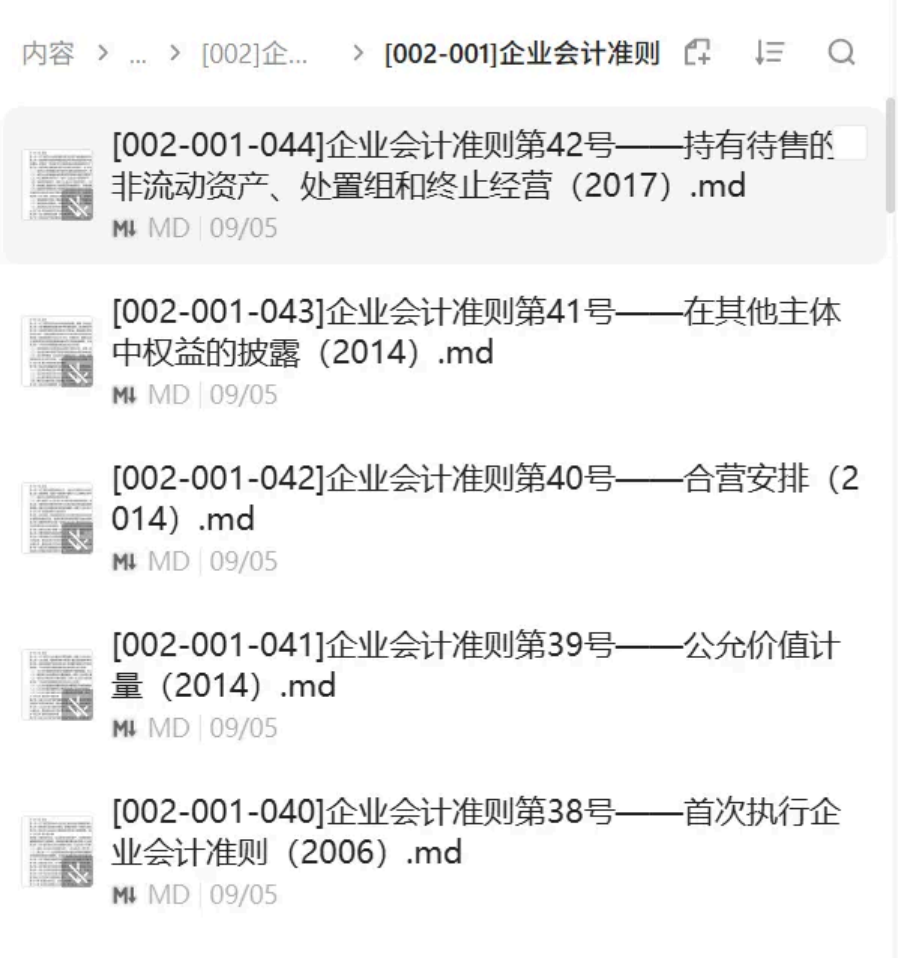 内容 > ... > [002]企... > [002-001]企业会计准则
[002-001-044]企业会计准则第42号——持有待售的
非流动资产、处置组和终止经营（2017）.md
M↓ MD | 09/05
[002-001-043]企业会计准则第41号——在其他主体
中权益的披露（2014）.md
M↓ MD | 09/05
[002-001-042]企业会计准则第40号——合营安排（2
014）.md
M↓ MD | 09/05
[002-001-041]企业会计准则第39号——公允价值计
量（2014）.md
M↓ MD | 09/05
[002-001-040]企业会计准则第38号——首次执行企
业会计准则（2006）.md
M↓ MD | 09/05